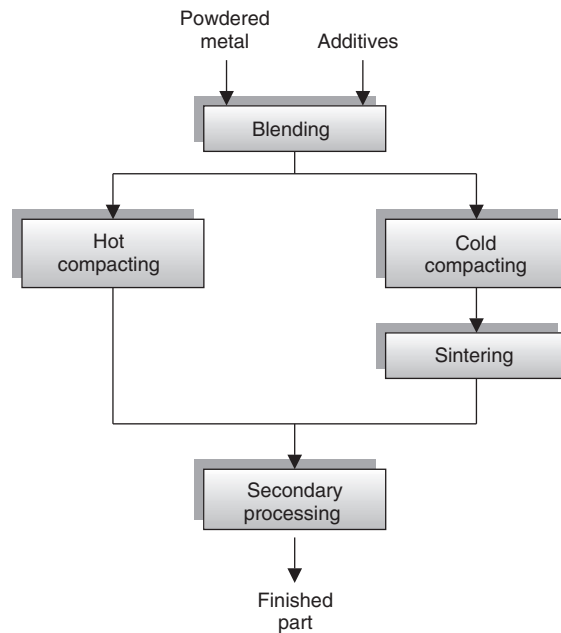 Powdered
metal
Additives
Blending
Hot
compacting
Cold
compacting
Sintering
Secondary
processing
Finished
part